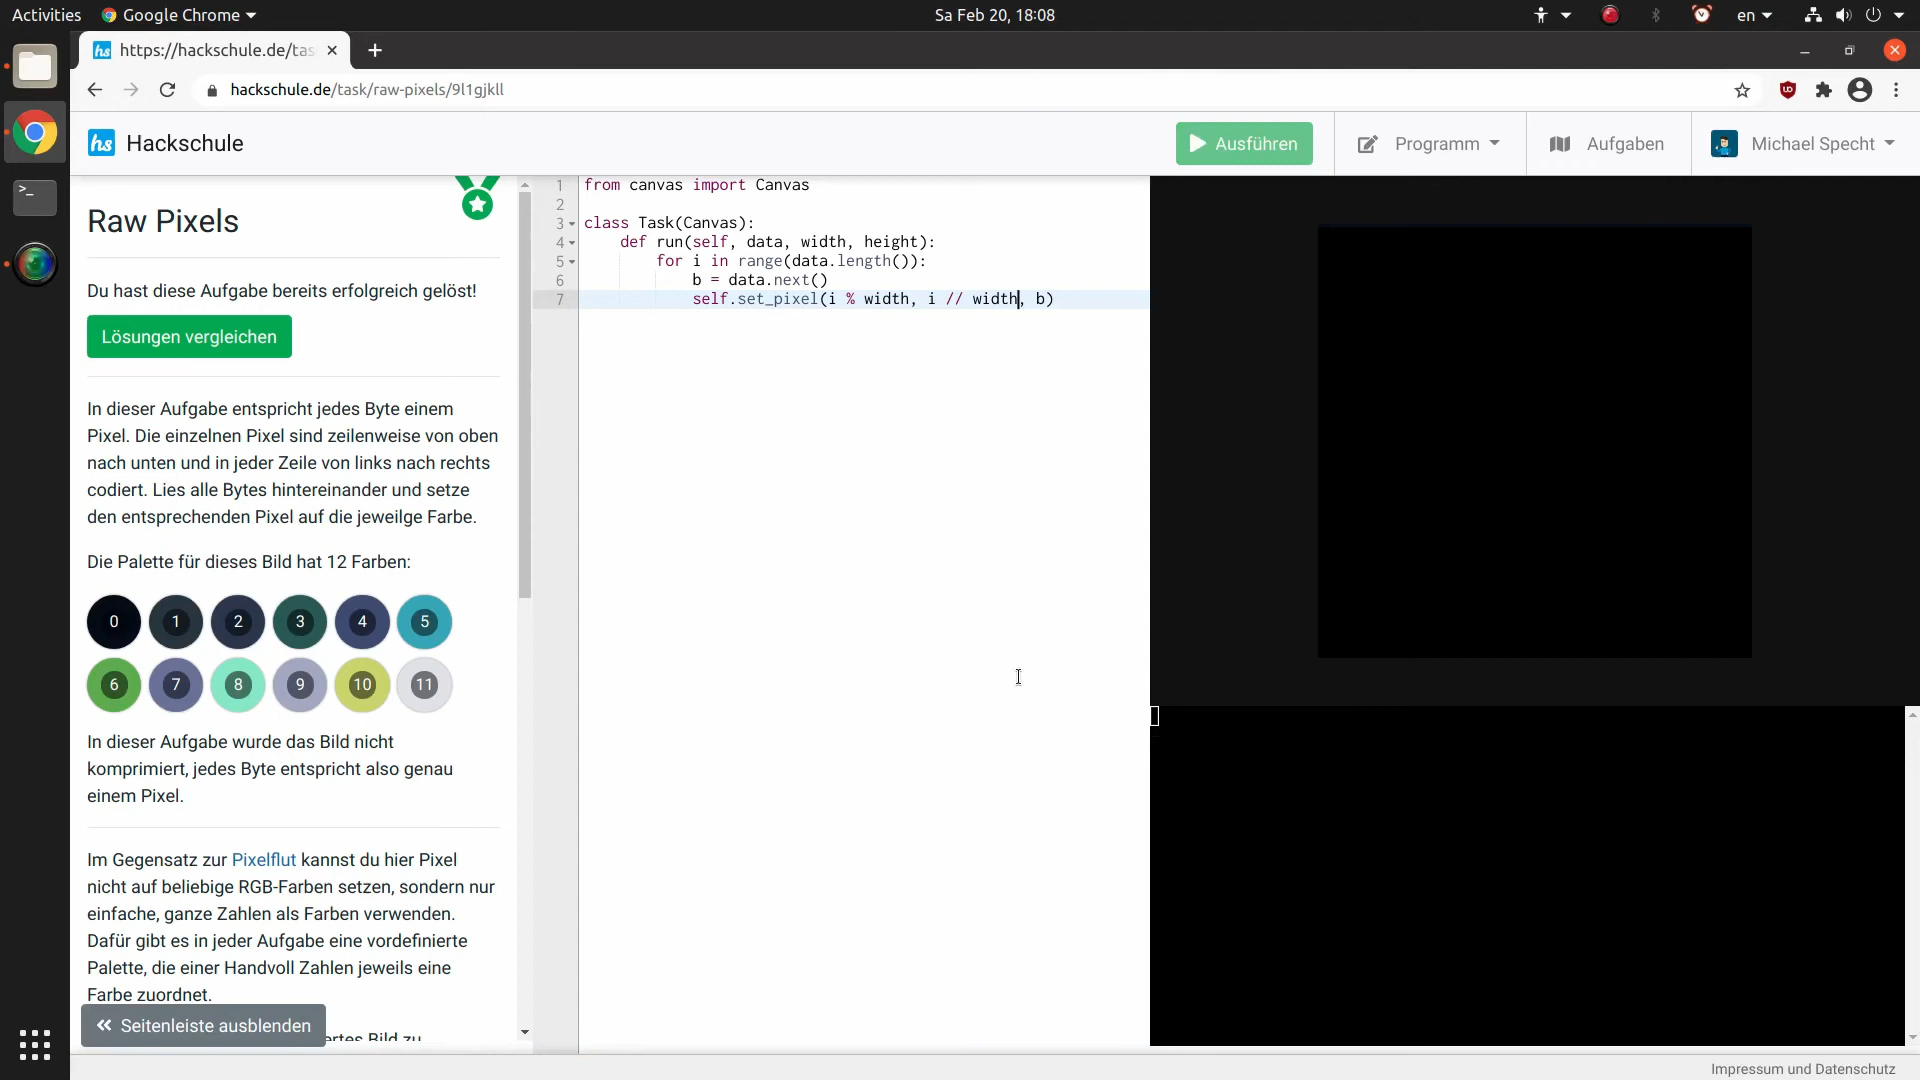 Activities Google Chrome Sa Feb 20, 18:08 en
hs https://hackschule.de/tas
hackschule.de/task/raw-pixels/9l1gjkll
hs Hackschule Ausführen Programm Aufgaben Michael Specht
Raw Pixels
Du hast diese Aufgabe bereits erfolgreich gelöst!
Lösungen vergleichen
In dieser Aufgabe entspricht jedes Byte einem
Pixel. Die einzelnen Pixel sind zeilenweise von oben
nach unten und in jeder Zeile von links nach rechts
codiert. Lies alle Bytes hintereinander und setze
den entsprechenden Pixel auf die jeweilge Farbe.
Die Palette für dieses Bild hat 12 Farben:
0 1 2 3 4 5
6 7 8 9 10 11
In dieser Aufgabe wurde das Bild nicht
komprimiert, jedes Byte entspricht also genau
einem Pixel.
Im Gegensatz zur Pixelflut kannst du hier Pixel
nicht auf beliebige RGB-Farben setzen, sondern nur
einfache, ganze Zahlen als Farben verwenden.
Dafür gibt es in jeder Aufgabe eine vordefinierte
Palette, die einer Handvoll Zahlen jeweils eine
Farbe zuordnet.
Seitenleiste ausblenden
ertes Bild zu
1 from canvas import Canvas
2
3 class Task(Canvas):
4 def run(self, data, width, height):
5 for i in range(data.length()):
6 b = data.next()
7 self.set_pixel(i % width, i // width, b)
Impressum und Datenschutz